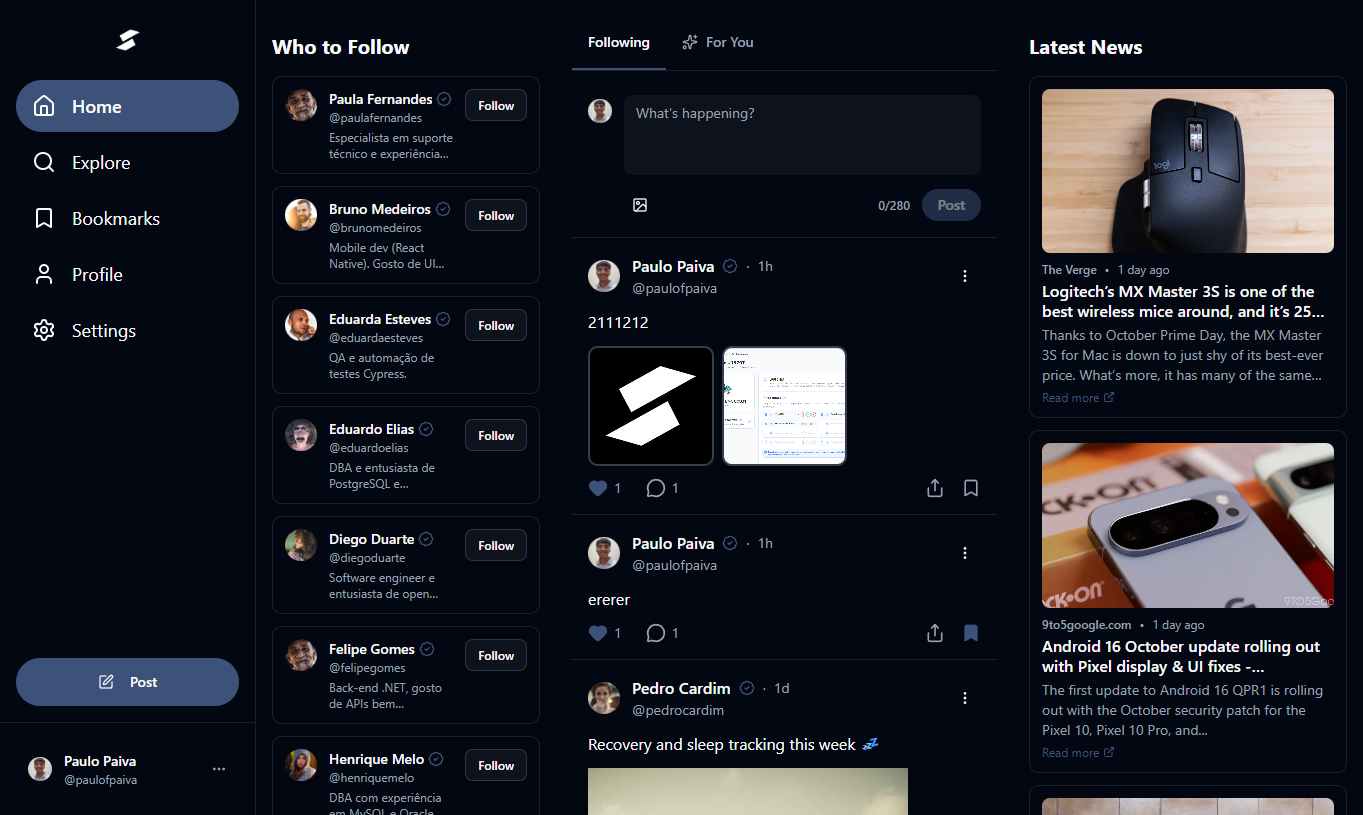 Home
Explore
Bookmarks
Profile
Settings
Post
Paulo Paiva
@paulofpaiva
Who to Follow
Paula Fernandes
@paulafernandes
Especialista em suporte
técnico e experiência...
Follow
Bruno Medeiros
@brunomedeiros
Mobile dev (React
Native). Gosto de UI...
Follow
Eduarda Esteves
@eduardaesteves
QA e automação de
testes Cypress.
Follow
Eduardo Elias
@eduardoelias
DBA e entusiasta de
PostgreSQL e...
Follow
Diego Duarte
@diegoduarte
Software engineer e
entusiasta de open...
Follow
Felipe Gomes
@felipegomes
Back-end .NET, gosto
de APIs bem...
Follow
Henrique Melo
@henriquemelo
DBA com experiência
em MySQL e Oracle
Follow
Following
For You
What's happening?
0/280
Post
Paulo Paiva · 1h
@paulofpaiva
2111212
1
1
Paulo Paiva · 1h
@paulofpaiva
ererer
1
1
Pedro Cardim · 1d
@pedrocardim
Recovery and sleep tracking this week 💤
Latest News
logi
The Verge • 1 day ago
Logitech’s MX Master 3S is one of the
best wireless mice around, and it’s 25...
Thanks to October Prime Day, the MX Master
3S for Mac is down to just shy of its best-ever
price. What’s more, it has many of the same...
Read more
CK•ON
CK•ON
9TO5Goo
9to5google.com • 1 day ago
Android 16 October update rolling out
with Pixel display & UI fixes -...
The first update to Android 16 QPR1 is rolling
out with the October security patch for the
Pixel 10, Pixel 10 Pro, and...
Read more